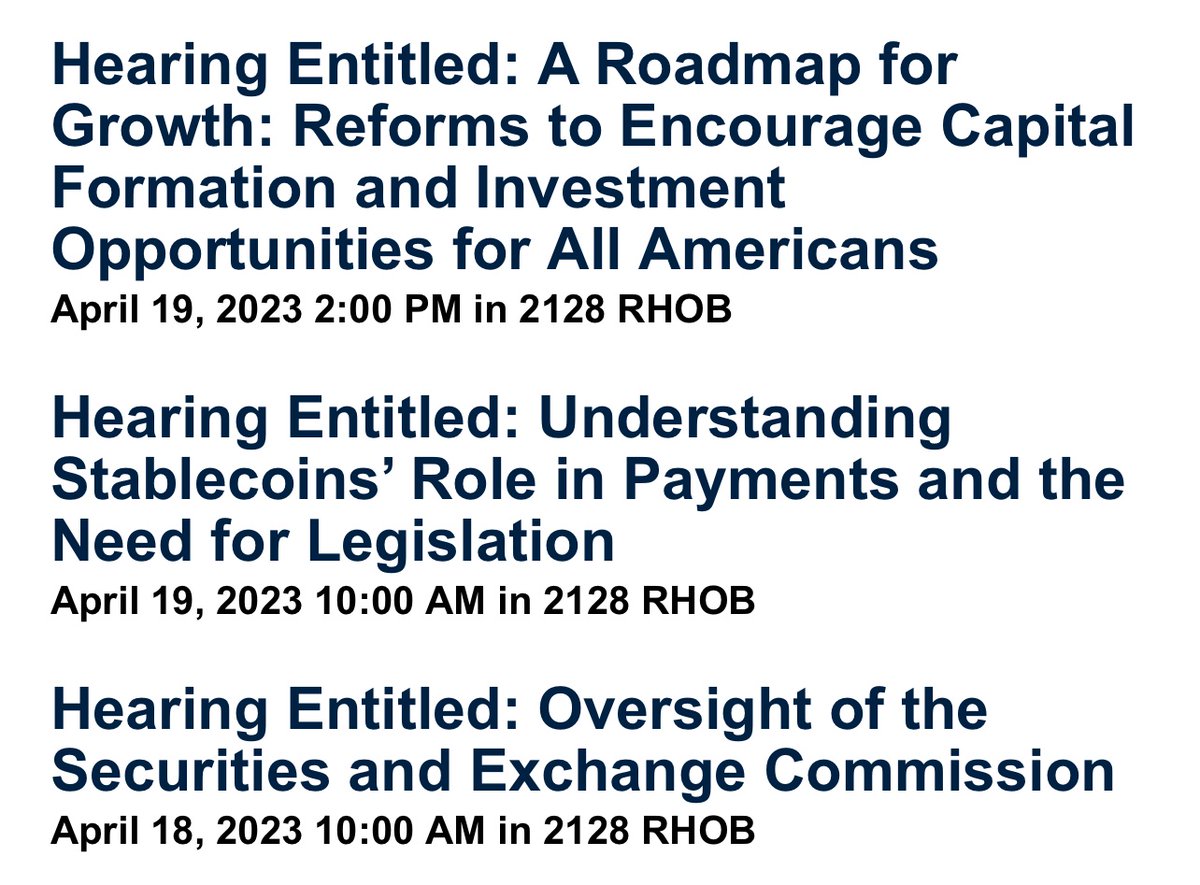 Hearing Entitled: A Roadmap for
Growth: Reforms to Encourage Capital
Formation and Investment
Opportunities for All Americans
April 19, 2023 2:00 PM in 2128 RHOB
Hearing Entitled: Understanding
Stablecoins’ Role in Payments and the
Need for Legislation
April 19, 2023 10:00 AM in 2128 RHOB
Hearing Entitled: Oversight of the
Securities and Exchange Commission
April 18, 2023 10:00 AM in 2128 RHOB